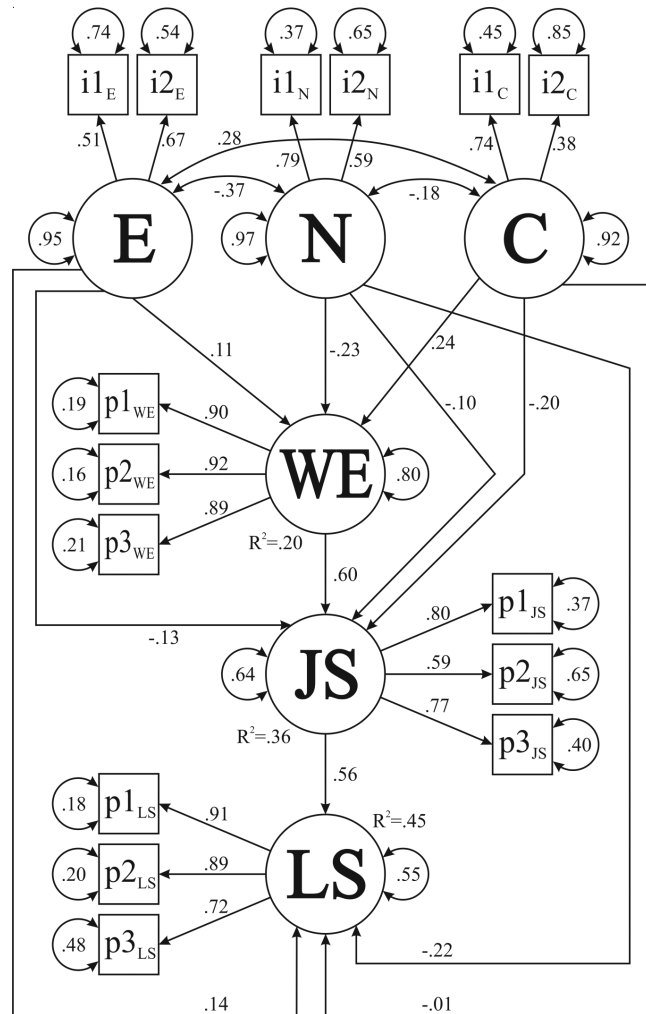 .74 .54 .37 .65 .45 .85
i1E i2E i1N i2N i1C i2C
.51 .67 .28 .79 .59 .74 .38
-.37 -.18
.95 E .97 N C .92
.11 -.23 .24
-.10 -.20
.19 p1WE .90
.16 p2WE .92 WE .80
.21 p3WE .89
R²=.20
.60
.80 p1JS .37
-.13
.64 JS .59 p2JS .65
.77 p3JS .40
R²=.36
.56
.18 p1LS .91 R²=.45
.20 p2LS .89 LS .55
.48 p3LS .72
-.22
.14 -.01